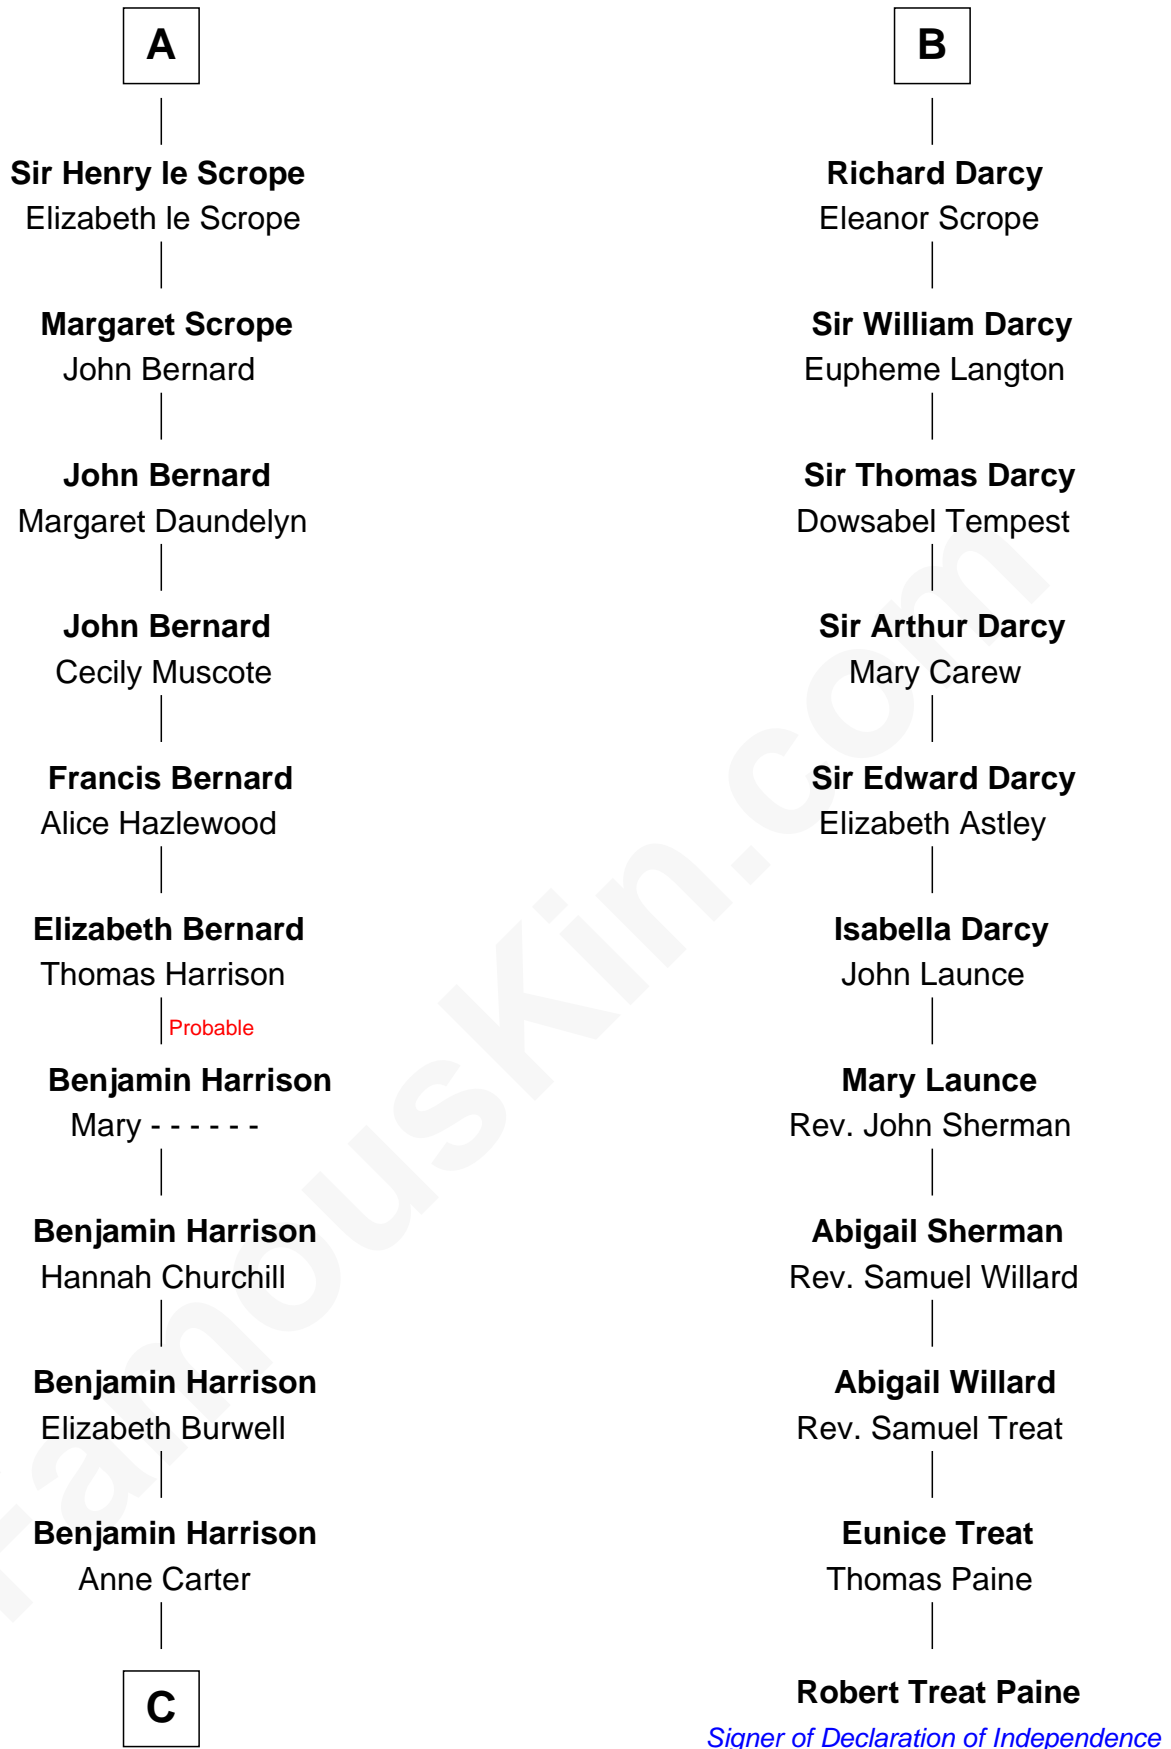 A
Sir Henry le Scrope
Elizabeth le Scrope
Margaret Scrope
John Bernard
John Bernard
Margaret Daundelyn
John Bernard
Cecily Muscote
Francis Bernard
Alice Hazlewood
Elizabeth Bernard
Thomas Harrison
Probable
Benjamin Harrison
Mary - - - - - -
Benjamin Harrison
Hannah Churchill
Benjamin Harrison
Elizabeth Burwell
Benjamin Harrison
Anne Carter
C
B
Richard Darcy
Eleanor Scrope
Sir William Darcy
Eupheme Langton
Sir Thomas Darcy
Dowsabel Tempest
Sir Arthur Darcy
Mary Carew
Sir Edward Darcy
Elizabeth Astley
Isabella Darcy
John Launce
Mary Launce
Rev. John Sherman
Abigail Sherman
Rev. Samuel Willard
Abigail Willard
Rev. Samuel Treat
Eunice Treat
Thomas Paine
Robert Treat Paine
Signer of Declaration of Independence
FamousKin.com